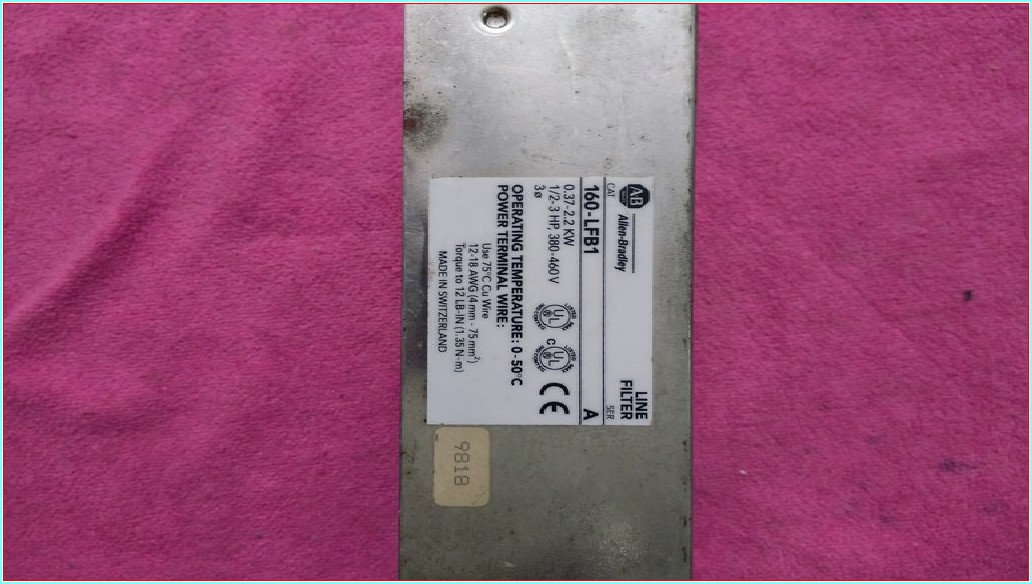 AB
Allen-Bradley
LINE
FILTER
CAT
SER
160-LFB1
A
0.37-2.2 KW
1/2-3 HP, 380-460V
3ø
UL
C UL
CE
OPERATING TEMPERATURE: 0-50°C
POWER TERMINAL WIRE:
Use 75°C Cu Wire
12-18 AWG (4mm - 75mm²)
Torque to 12 LB-IN (1.35 N-m)
MADE IN SWITZERLAND
9818